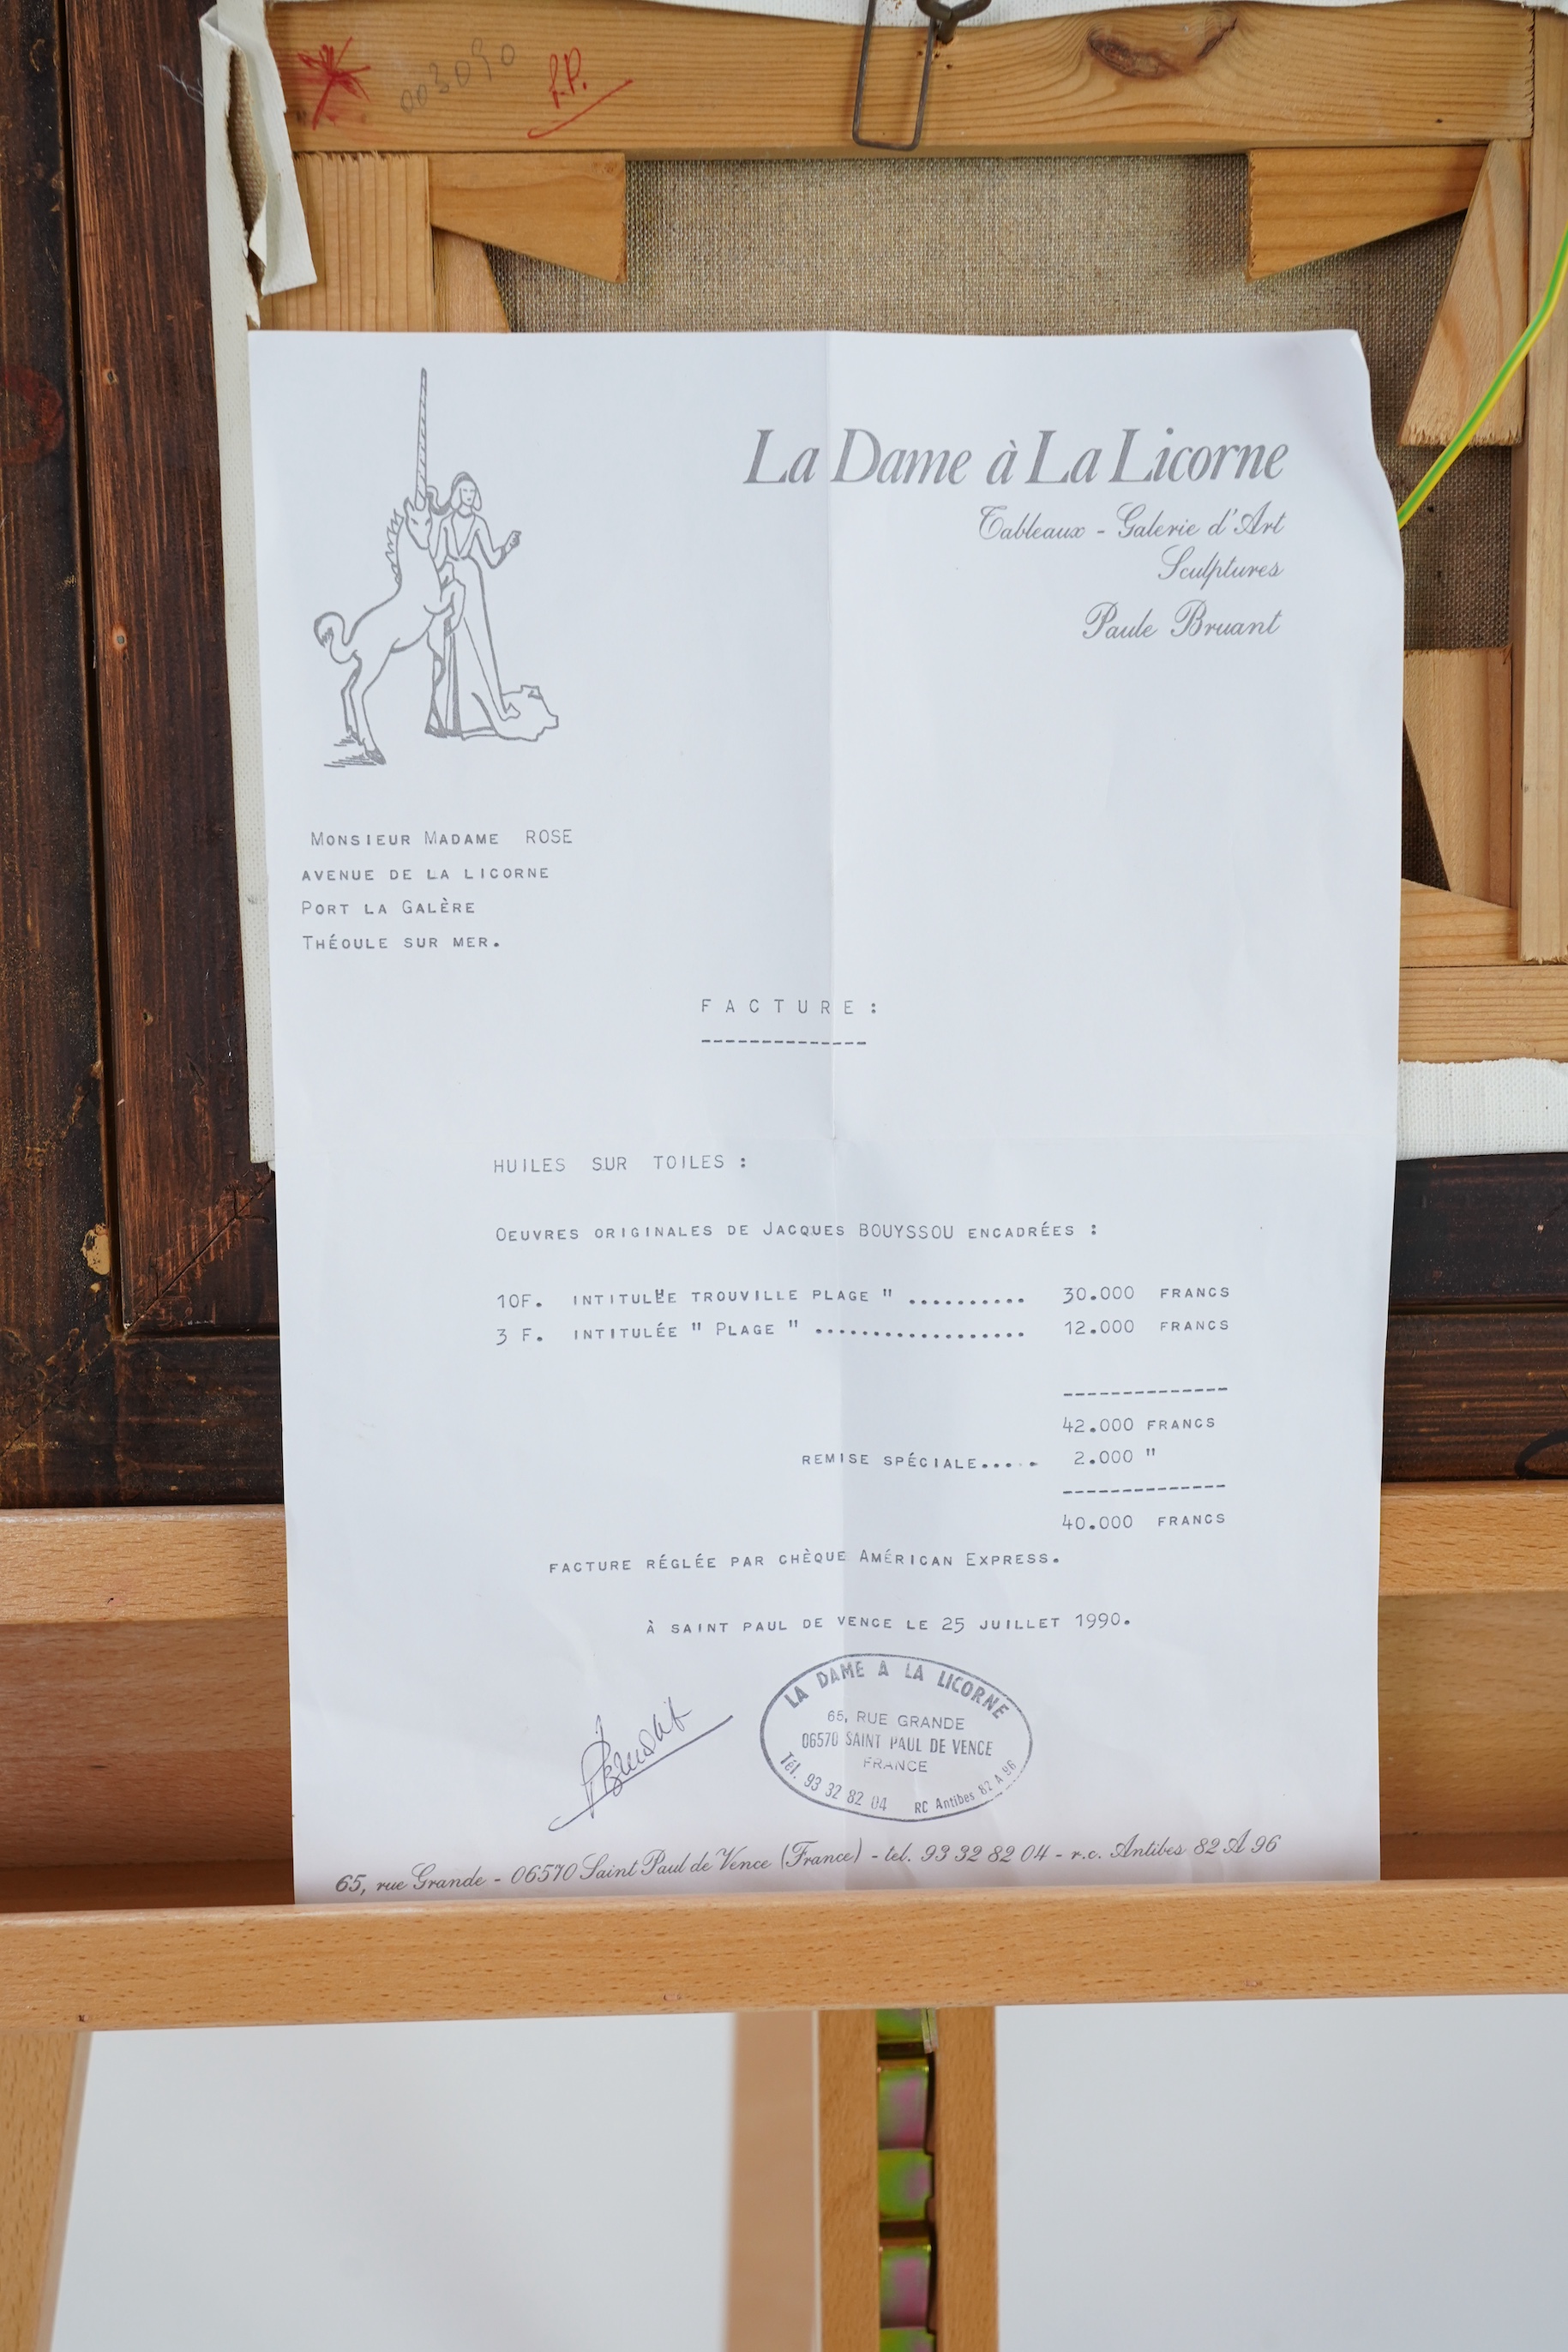 003090
P.P.
La Dame à La Licorne
Tableaux - Galerie d'Art
Sculptures
Paule Bruant
MONSIEUR MADAME ROSE
AVENUE DE LA LICORNE
PORT LA GALÈRE
THÉOULE SUR MER.
FACTURE:
--------------
HUILES SUR TOILES :
OEUVRES ORIGINALES DE JACQUES BOUYSSOU ENCADRÉES :
10F. INTITULÉE " TROUVILLE PLAGE " .......... 30.000 FRANCS
3 F. INTITULÉE " PLAGE " .................. 12.000 FRANCS
--------------
42.000 FRANCS
REMISE SPÉCIALE..... 2.000 "
--------------
40.000 FRANCS
FACTURE RÉGLÉE PAR CHÈQUE AMÉRICAN EXPRESS.
À SAINT PAUL DE VENCE LE 25 JUILLET 1990.
LA DAME A LA LICORNE
65, RUE GRANDE
06570 SAINT PAUL DE VENCE
FRANCE
Tél. 93 32 82 04 RC Antibes 82 A 96
65, rue Grande - 06570 Saint Paul de Vence (France) - tel. 93 32 82 04 - r.c. Antibes 82 A 96